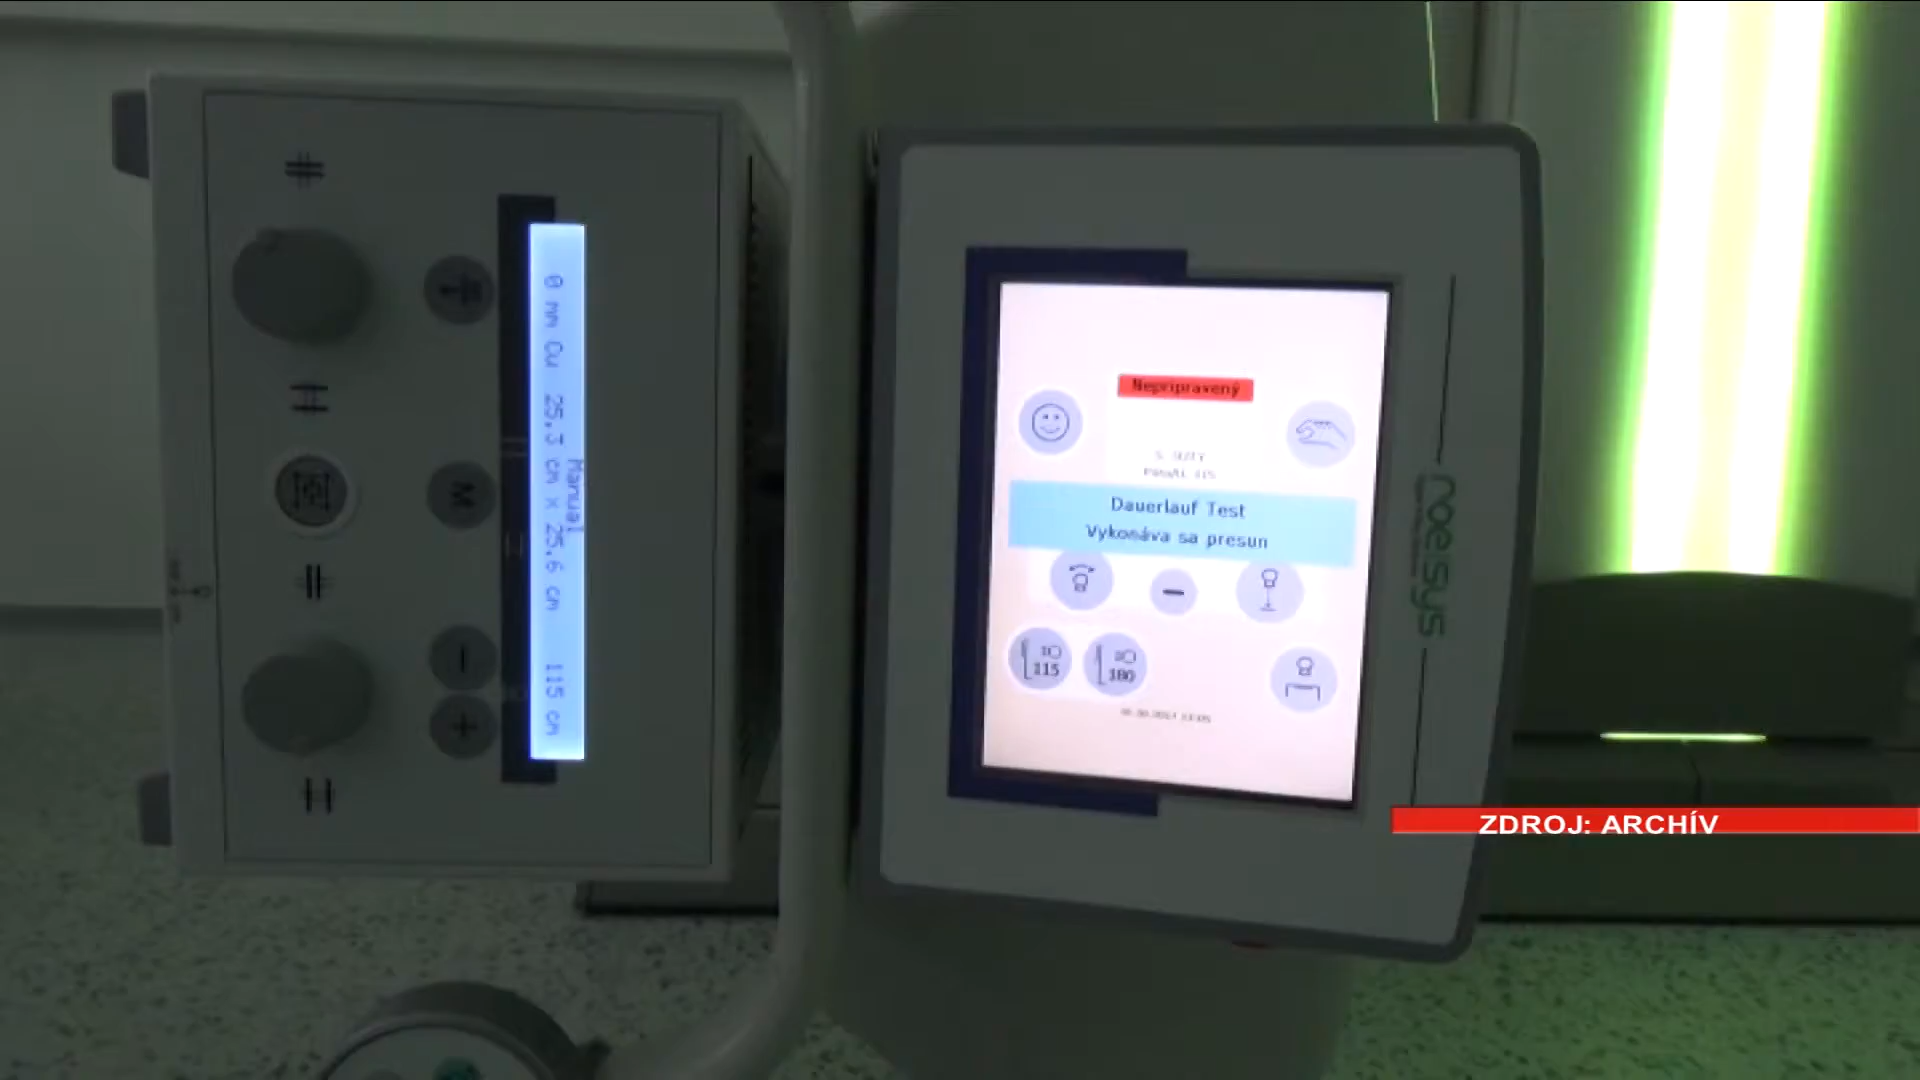 Manual
0 mm Cu 25,3 cm x 25,6 cm 115 cm
M
Nepripravený
Dauerlauf Test
Vykonáva sa presun
115
180
ZDROJ: ARCHÍV